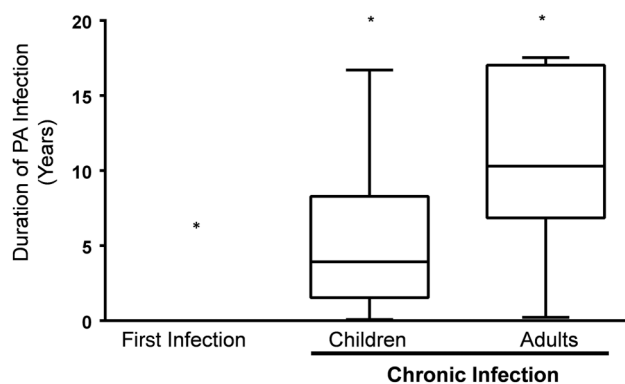 Duration of PA Infection
(Years)
20
15
10
5
0
*
*
*
First Infection
Children
Adults
Chronic Infection